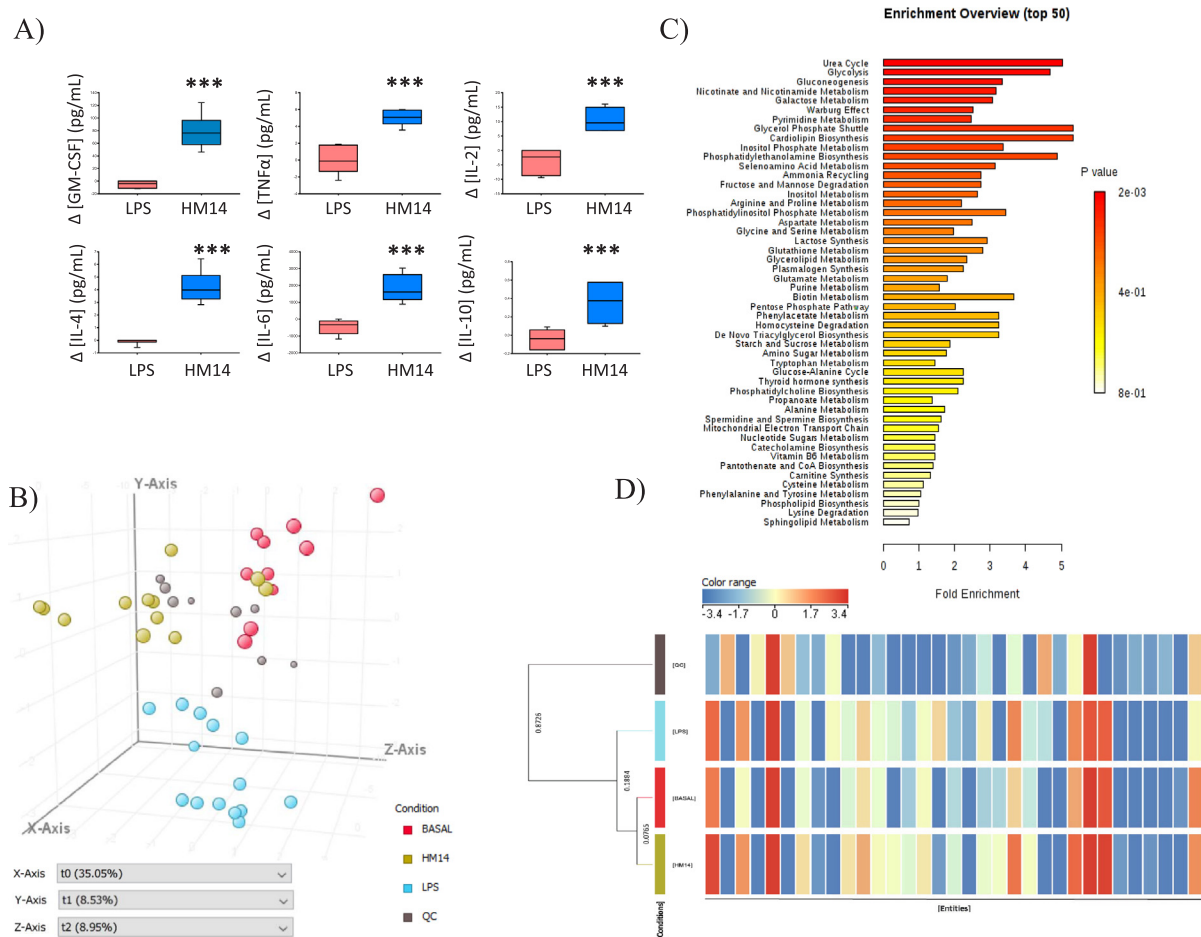 A)
Δ [GM-CSF] (pg/mL)
***
LPS HM14
Δ [TNFα] (pg/mL)
***
LPS HM14
Δ [IL-2] (pg/mL)
***
LPS HM14
Δ [IL-4] (pg/mL)
***
LPS HM14
Δ [IL-6] (pg/mL)
***
LPS HM14
Δ [IL-10] (pg/mL)
***
LPS HM14
C)
Enrichment Overview (top 50)
Urea Cycle
Glycolysis
Gluconeogenesis
Nicotinate and Nicotinamide Metabolism
Galactose Metabolism
Warburg Effect
Pyrimidine Metabolism
Glycerol Phosphate Shuttle
Cardiolipin Biosynthesis
Inositol Phosphate Metabolism
Phosphatidylethanolamine Biosynthesis
Selenoamino Acid Metabolism
Ammonia Recycling
Fructose and Mannose Degradation
Inositol Metabolism
Arginine and Proline Metabolism
Phosphatidylinositol Phosphate Metabolism
Aspartate Metabolism
Glycine and Serine Metabolism
Lactose Synthesis
Glutathione Metabolism
Glycerolipid Metabolism
Plasmalogen Synthesis
Glutamate Metabolism
Purine Metabolism
Biotin Metabolism
Pentose Phosphate Pathway
Phenylacetate Metabolism
Homocysteine Degradation
De Novo Triacylglycerol Biosynthesis
Starch and Sucrose Metabolism
Amino Sugar Metabolism
Tryptophan Metabolism
Glucose-Alanine Cycle
Thyroid hormone synthesis
Phosphatidylcholine Biosynthesis
Propanoate Metabolism
Alanine Metabolism
Spermidine and Spermine Biosynthesis
Mitochondrial Electron Transport Chain
Nucleotide Sugars Metabolism
Catecholamine Biosynthesis
Vitamin B6 Metabolism
Pantothenate and CoA Biosynthesis
Carnitine Synthesis
Cysteine Metabolism
Phenylalanine and Tyrosine Metabolism
Phospholipid Biosynthesis
Lysine Degradation
Sphingolipid Metabolism
0 1 2 3 4 5
Fold Enrichment
P value
2e-03
4e-01
8e-01
B)
Y-Axis
Z-Axis
X-Axis
Condition
BASAL
HM14
LPS
QC
X-Axis t0 (35.05%)
Y-Axis t1 (8.53%)
Z-Axis t2 (8.95%)
D)
Color range
-3.4 -1.7 0 1.7 3.4
0.8726
0.1884
0.0765
[QC]
[LPS]
[BASAL]
[HM14]
[Conditions]
[Entities]